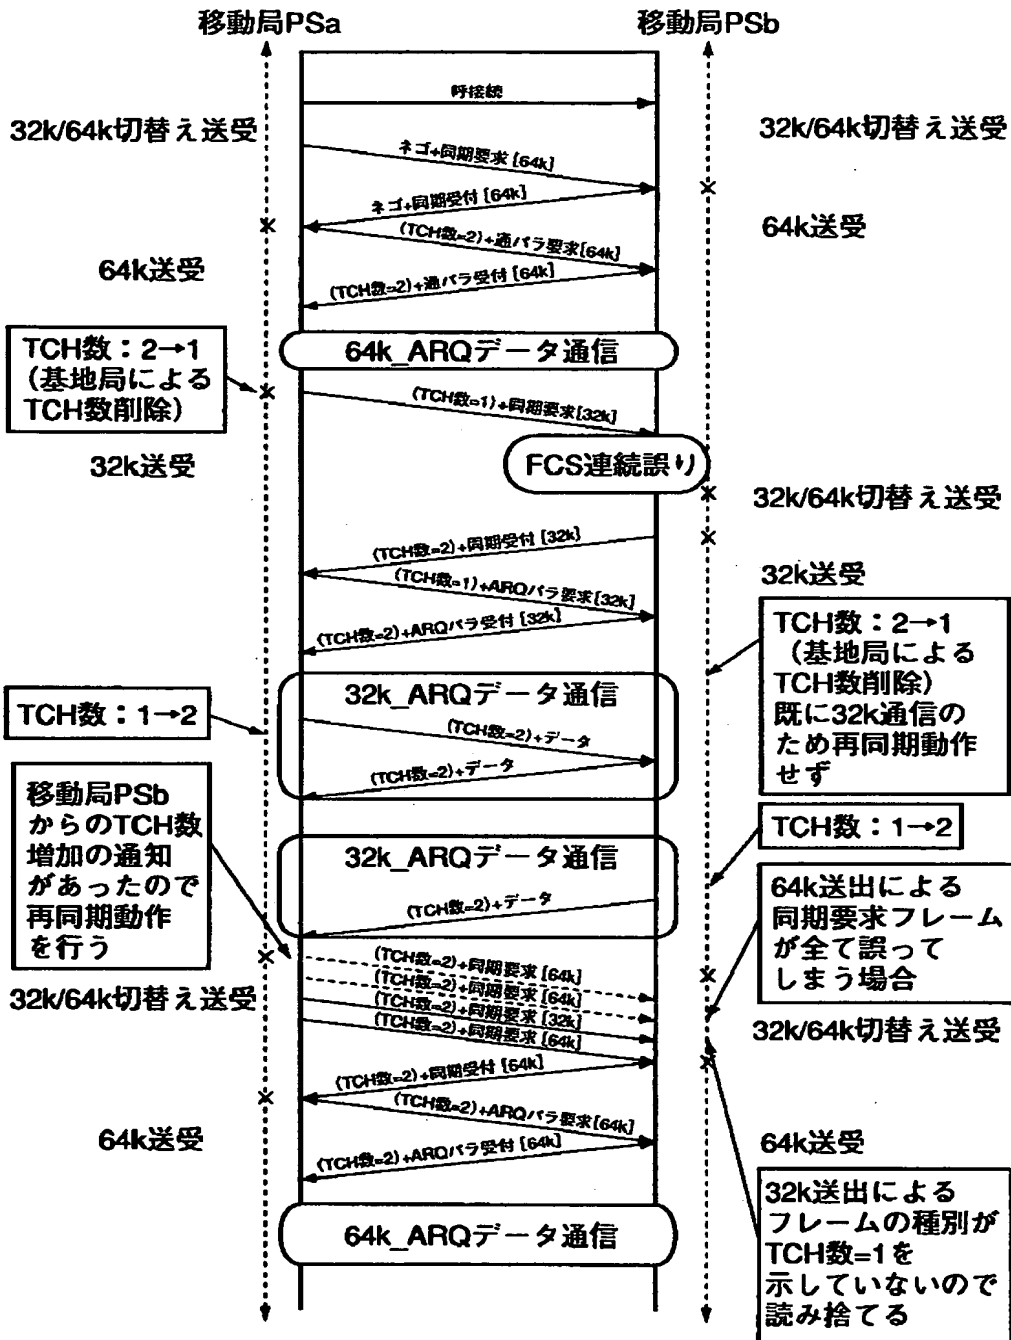 移動局PSa
移動局PSb
呼接続
32k/64k切替え送受
32k/64k切替え送受
ネゴ+同期要求 [64k]
ネゴ+同期受付 [64k]
64k送受
(TCH数=2)+通パラ要求[64k]
64k送受
(TCH数=2)+通パラ受付 [64k]
TCH数：2→1
（基地局による
TCH数削除）
64k_ARQデータ通信
(TCH数=1)+同期要求[32k]
32k送受
FCS連続誤り
32k/64k切替え送受
(TCH数=2)+同期受付 [32k]
32k送受
(TCH数=1)+ARQパラ要求[32k]
(TCH数=2)+ARQパラ受付 [32k]
TCH数：2→1
（基地局による
TCH数削除）
既に32k通信の
ため再同期動作
せず
TCH数：1→2
32k_ARQデータ通信
(TCH数=2)+データ
(TCH数=2)+データ
移動局PSb
からのTCH数
増加の通知
があったので
再同期動作
を行う
TCH数：1→2
32k_ARQデータ通信
(TCH数=2)+データ
64k送出による
同期要求フレーム
が全て誤って
しまう場合
(TCH数=2)+同期要求 [64k]
(TCH数=2)+同期要求 [64k]
(TCH数=2)+同期要求 [32k]
(TCH数=2)+同期要求 [64k]
32k/64k切替え送受
32k/64k切替え送受
(TCH数=2)+同期受付 [64k]
(TCH数=2)+ARQパラ要求[64k]
64k送受
64k送受
(TCH数=2)+ARQパラ受付 [64k]
32k送出による
フレームの種別が
TCH数=1を
示していないので
読み捨てる
64k_ARQデータ通信